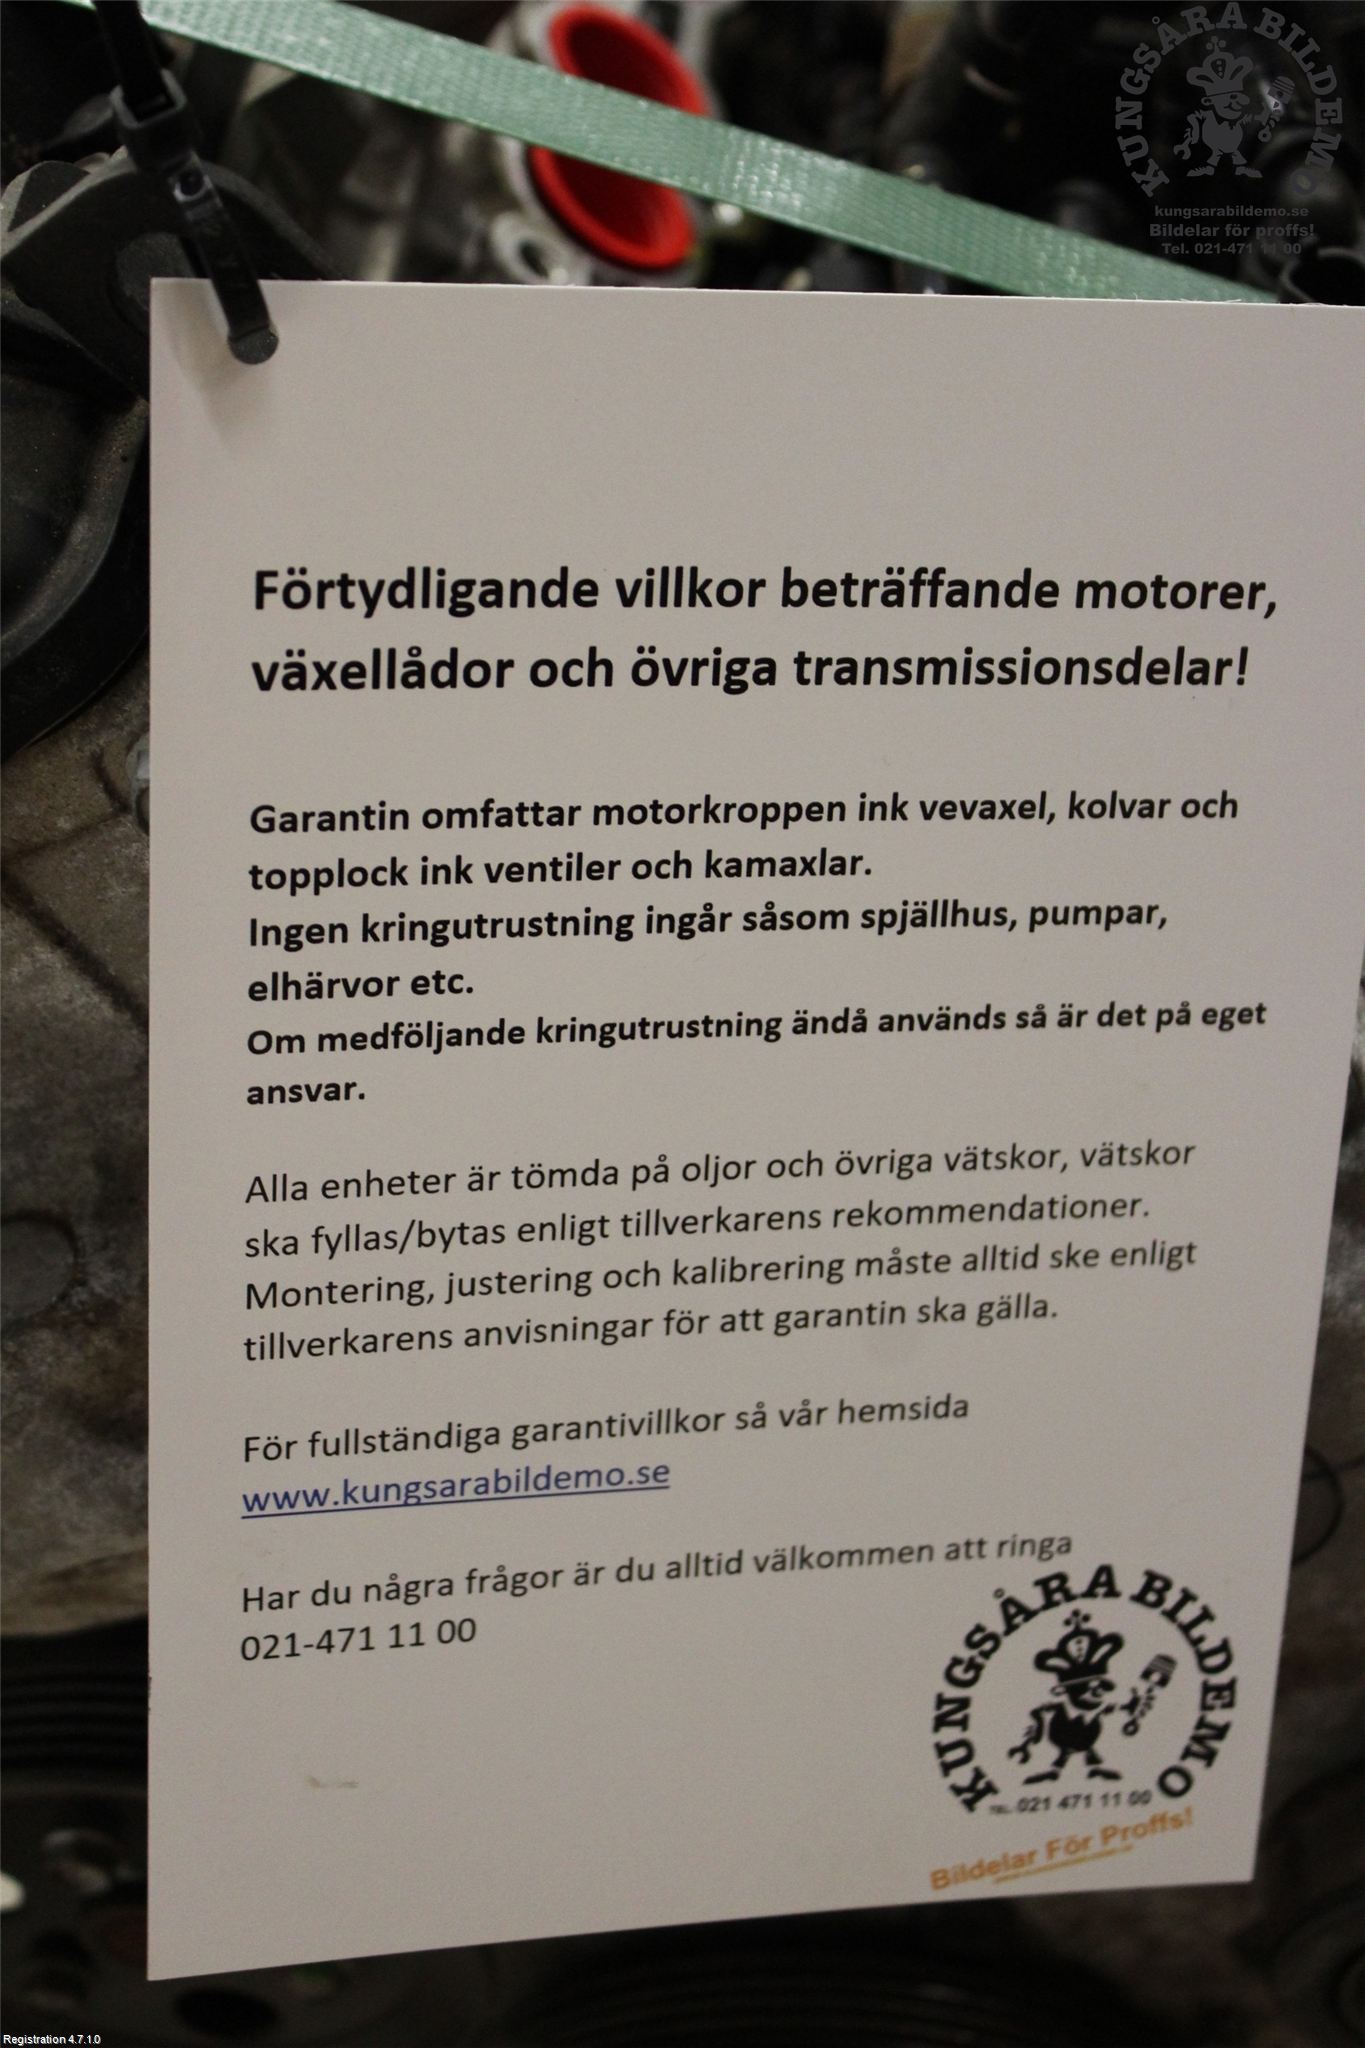 KUNGSÅRA BILDEMO
kungsarabildemo.se
Bildelar för proffs!
Tel. 021-471 11 00
Förtydligande villkor beträffande motorer,
växellådor och övriga transmissionsdelar!
Garantin omfattar motorkroppen ink vevaxel, kolvar och
topplock ink ventiler och kamaxlar.
Ingen kringutrustning ingår såsom spjällhus, pumpar,
elhärvor etc.
Om medföljande kringutrustning ändå används så är det på eget
ansvar.
Alla enheter är tömda på oljor och övriga vätskor, vätskor
ska fyllas/bytas enligt tillverkarens rekommendationer.
Montering, justering och kalibrering måste alltid ske enligt
tillverkarens anvisningar för att garantin ska gälla.
För fullständiga garantivillkor så vår hemsida
www.kungsarabildemo.se
Har du några frågor är du alltid välkommen att ringa
021-471 11 00
KUNGSÅRA BILDEMO
TEL. 021 471 11 00
Bildelar För Proffs!
Registration 4.7.1.0